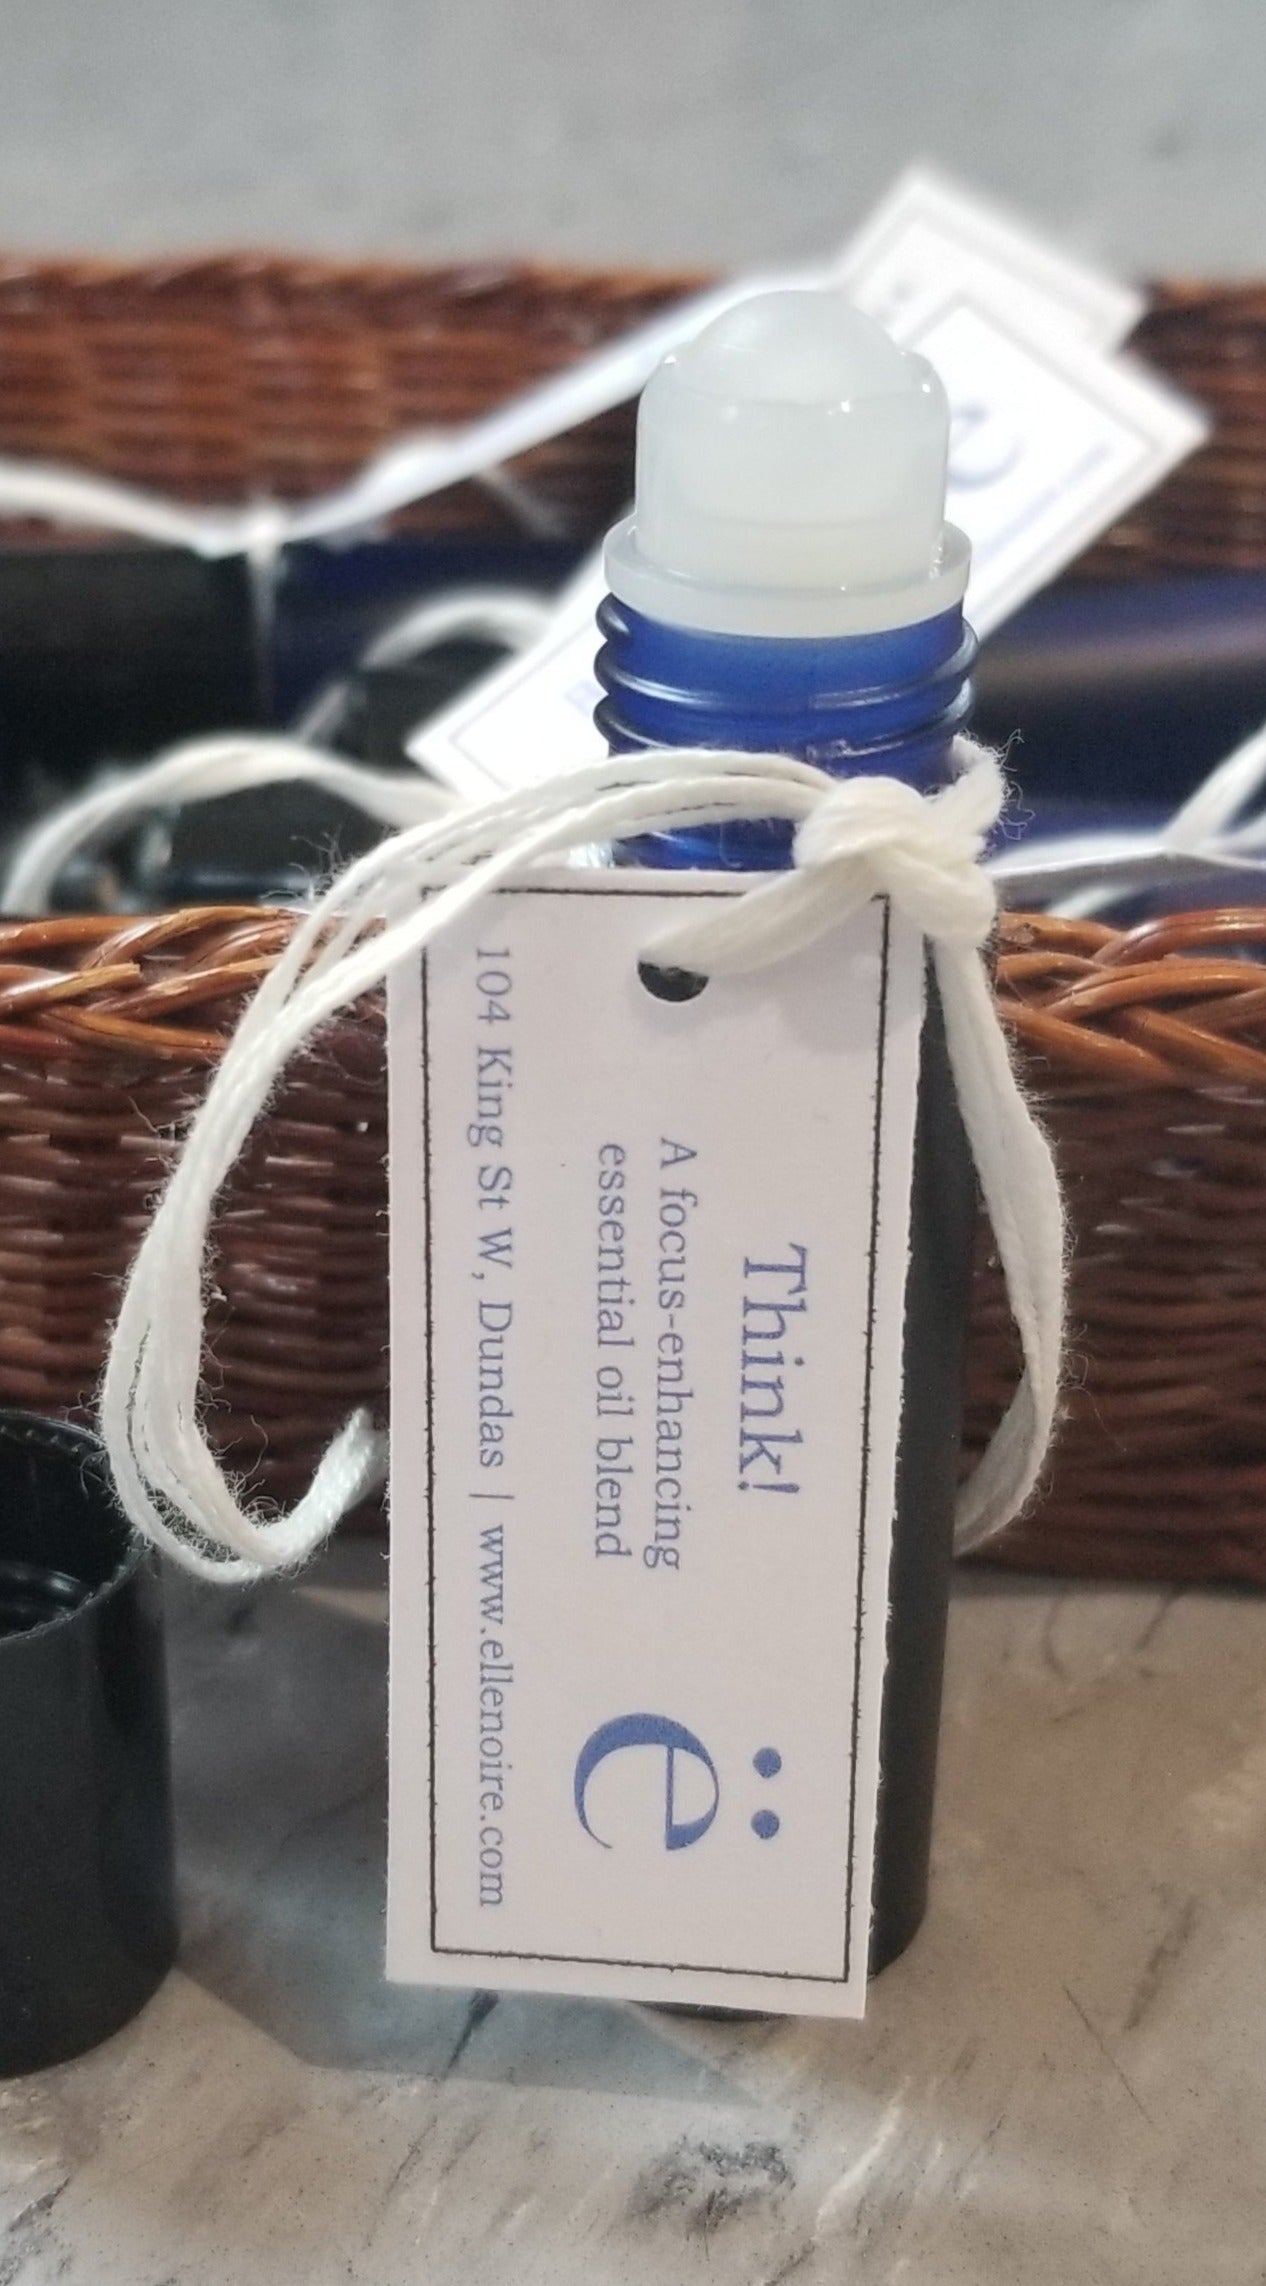 Think!
A focus-enhancing
essential oil blend
ë
104 King St W, Dundas | www.ellenoire.com